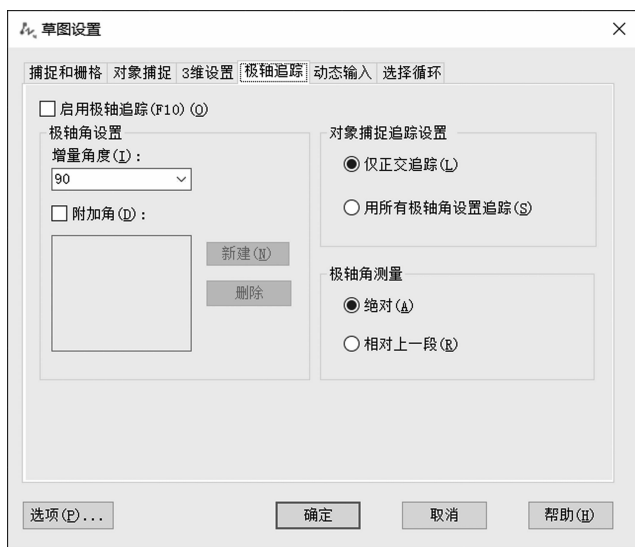 草图设置
捕捉和栅格 对象捕捉 3维设置 极轴追踪 动态输入 选择循环
启用极轴追踪(F10)(O)
极轴角设置
增量角度(I):
90
附加角(D):
新建(N)
删除
对象捕捉追踪设置
仅正交追踪(L)
用所有极轴角设置追踪(S)
极轴角测量
绝对(A)
相对上一段(R)
选项(P)... 确定 取消 帮助(H)